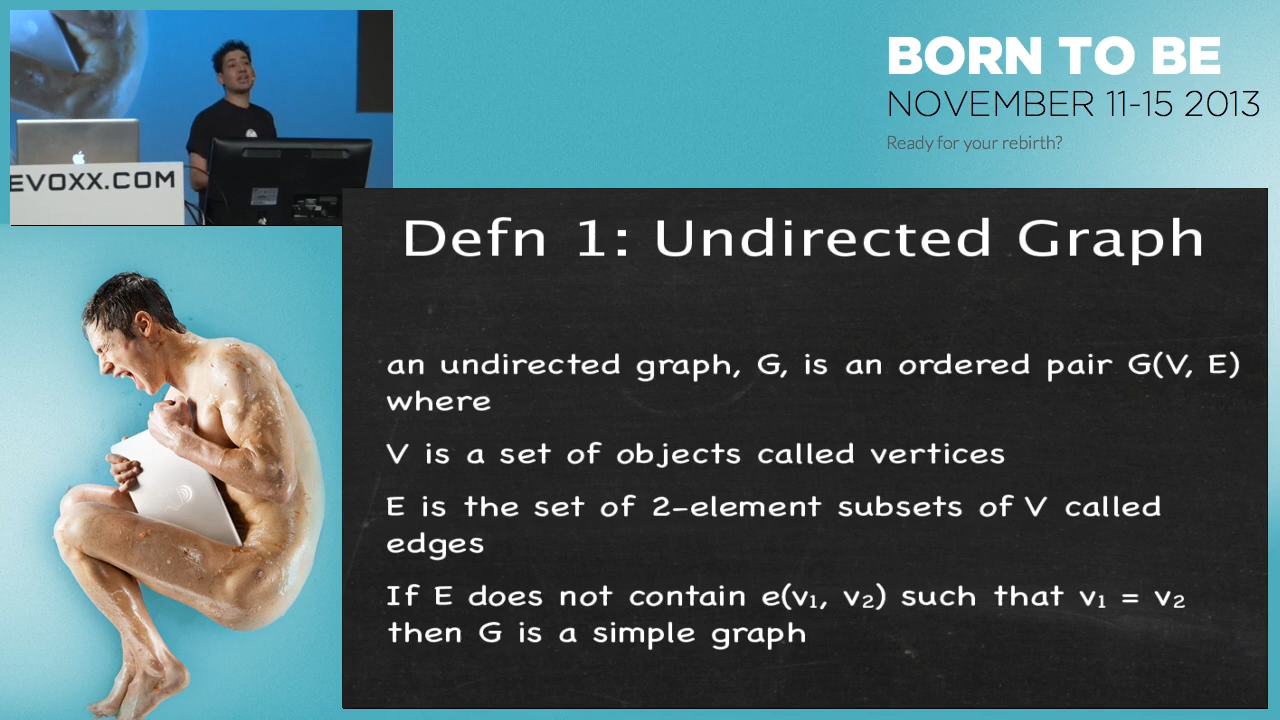 BORN TO BE
NOVEMBER 11-15 2013
Ready for your rebirth?
EVOXX.COM
Defn 1: Undirected Graph
an undirected graph, G, is an ordered pair G(V, E)
where
V is a set of objects called vertices
E is the set of 2-element subsets of V called
edges
If E does not contain e(v₁, v₂) such that v₁ = v₂
then G is a simple graph